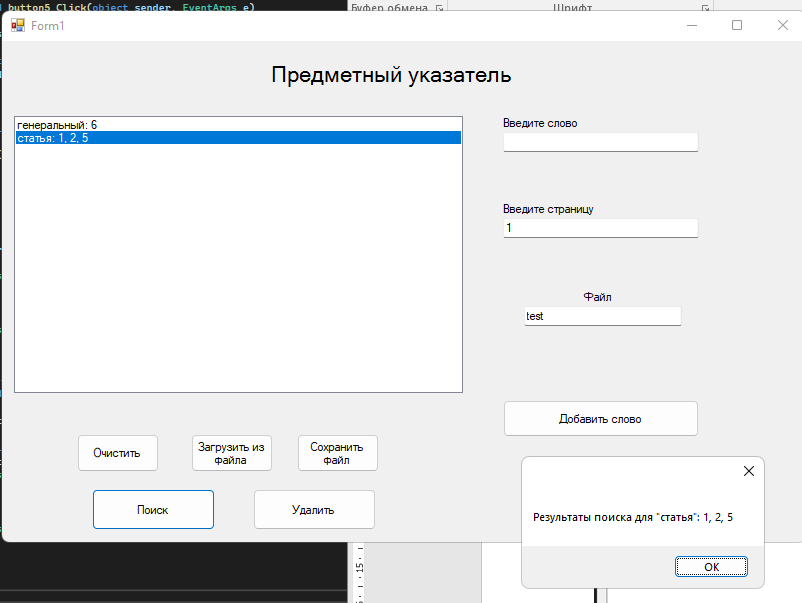 button5_Click(object sender, EventArgs e)
Буфер обмена
Шрифт
Form1
Предметный указатель
генеральный: 6
статья: 1, 2, 5
Введите слово
Введите страницу
1
Файл
test
Добавить слово
Очистить
Загрузить из
файла
Сохранить
файл
Поиск
Удалить
Результаты поиска для "статья": 1, 2, 5
OK
15